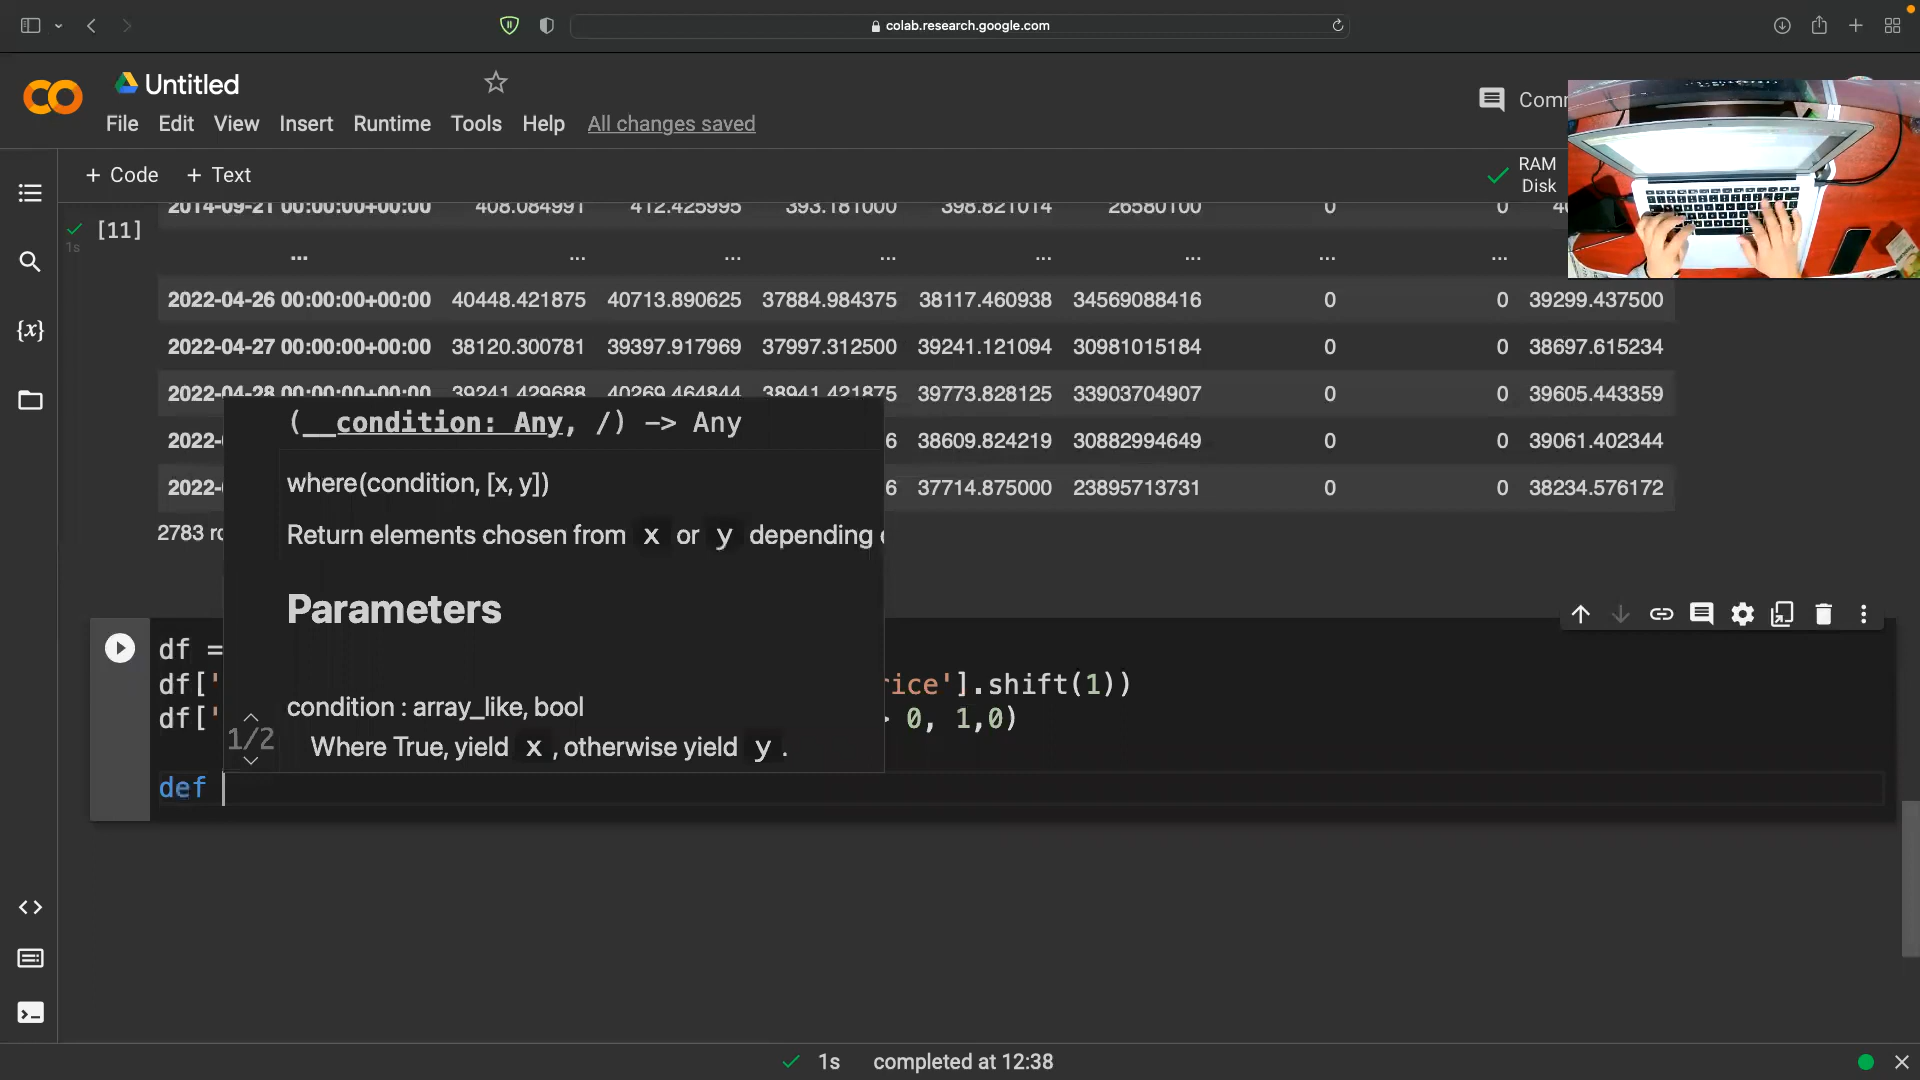 colab.research.google.com
Untitled
File Edit View Insert Runtime Tools Help All changes saved
+ Code + Text
RAM
Disk
2014-09-21 00:00:00+00:00 408.084991 412.425995 393.181000 398.821014 26580100 0 0
[11]
1s
... ... ... ... ... ... ... ...
2022-04-26 00:00:00+00:00 40448.421875 40713.890625 37884.984375 38117.460938 34569088416 0 0 39299.437500
2022-04-27 00:00:00+00:00 38120.300781 39397.917969 37997.312500 39241.121094 30981015184 0 0 38697.615234
2022-04-28 00:00:00+00:00 39241.429688 40269.464844 38941.421875 39773.828125 33903704907 0 0 39605.443359
2022- 6 38609.824219 30882994649 0 0 39061.402344
2022- 6 37714.875000 23895713731 0 0 38234.576172
2783
(__condition: Any, /) -> Any
where(condition, [x, y])
Return elements chosen from x or y depending
Parameters
condition : array_like, bool
Where True, yield x , otherwise yield y .
1/2
df =
df[' rice'].shift(1))
df[' > 0, 1,0)
def
1s completed at 12:38